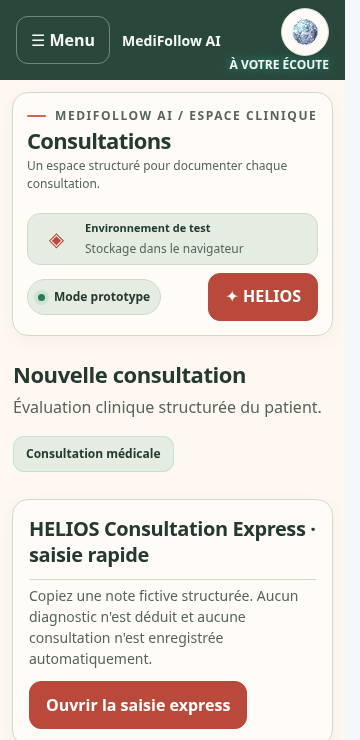 ☰ Menu
MediFollow AI
À VOTRE ÉCOUTE
MEDIFOLLOW AI / ESPACE CLINIQUE
Consultations
Un espace structuré pour documenter chaque
consultation.
Environnement de test
Stockage dans le navigateur
Mode prototype
✦ HELIOS
Nouvelle consultation
Évaluation clinique structurée du patient.
Consultation médicale
HELIOS Consultation Express ·
saisie rapide
Copiez une note fictive structurée. Aucun
diagnostic n'est déduit et aucune
consultation n'est enregistrée
automatiquement.
Ouvrir la saisie express